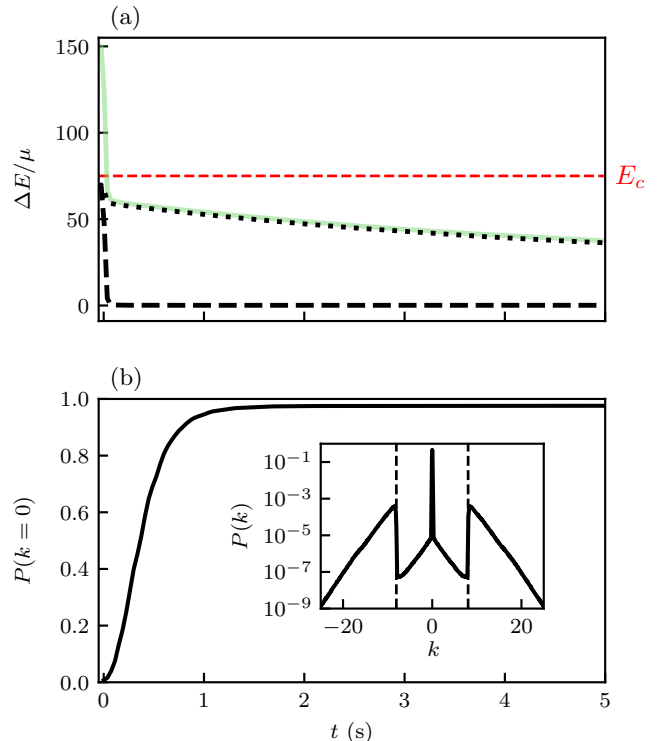 (a)
150
100
50
0
ΔE/μ
E_c
(b)
1.0
0.8
0.6
0.4
0.2
0.0
P(k = 0)
10^{-1}
10^{-3}
10^{-5}
10^{-7}
10^{-9}
P(k)
−20 0 20
k
0 1 2 3 4 5
t (s)